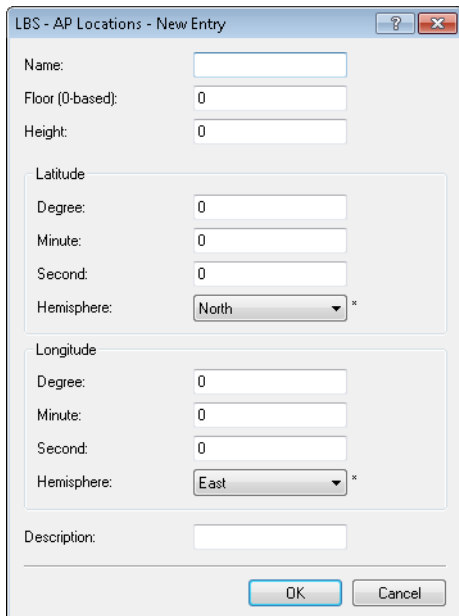 LBS - AP Locations - New Entry
Name:
Floor (0-based): 0
Height: 0
Latitude
Degree: 0
Minute: 0
Second: 0
Hemisphere: North *
Longitude
Degree: 0
Minute: 0
Second: 0
Hemisphere: East *
Description:
OK Cancel